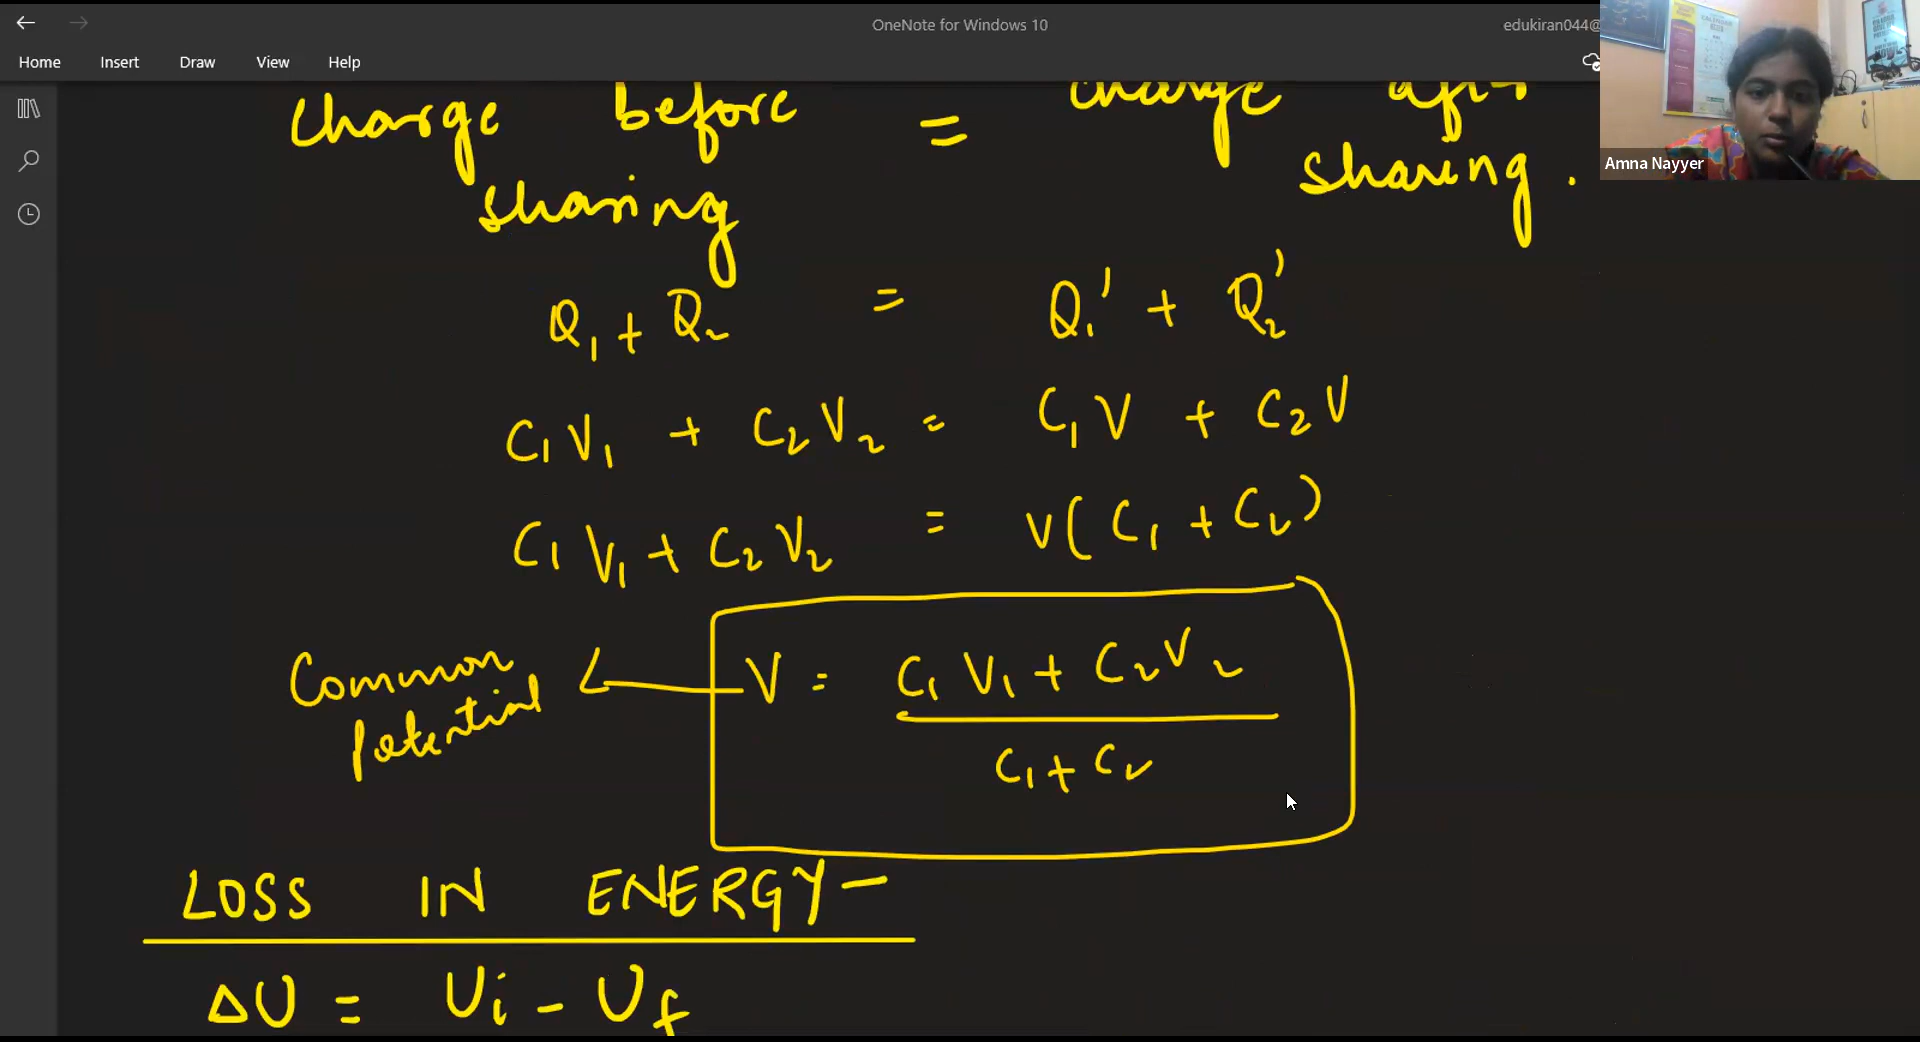 OneNote for Windows 10
edukiran044@
Home Insert Draw View Help
Amna Nayyer
Charge before sharing = charge after sharing.
Q₁ + Q₂ = Q₁' + Q₂'
C₁V₁ + C₂V₂ = C₁V + C₂V
C₁V₁ + C₂V₂ = V(C₁ + C₂)
Common potential
V = C₁V₁ + C₂V₂
C₁ + C₂
LOSS IN ENERGY -
ΔU = Ui - Uf